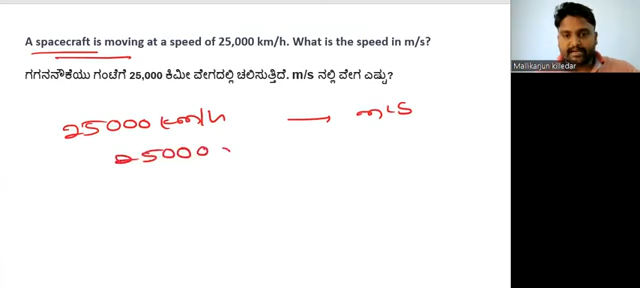 A spacecraft is moving at a speed of 25,000 km/h. What is the speed in m/s?
ಗಗನನೌಕೆಯು ಗಂಟೆಗೆ 25,000 ಕಿಮೀ ವೇಗದಲ್ಲಿ ಚಲಿಸುತ್ತಿದೆ. m/s ನಲ್ಲಿ ವೇಗ ಎಷ್ಟು?
25000 km/h → m/s
25000
Mallikarjun killedar